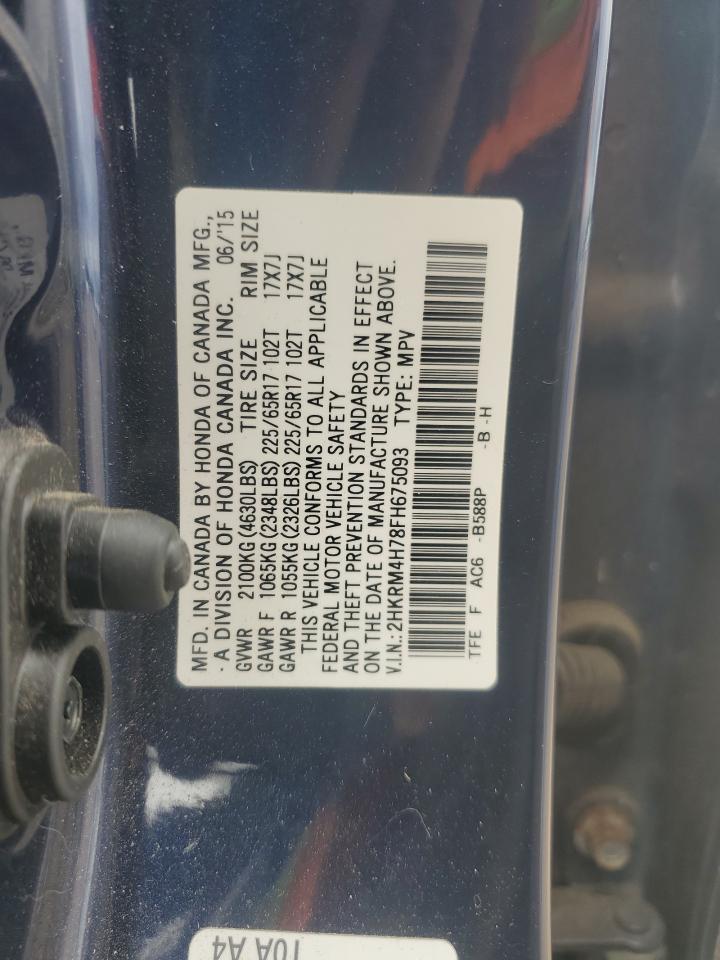 MFD. IN CANADA BY HONDA OF CANADA MFG.,
A DIVISION OF HONDA CANADA INC. 06/'15
GVWR 2100KG(4630LBS) TIRE SIZE RIM SIZE
GAWR F 1065KG(2348LBS) 225/65R17 102T 17X7J
GAWR R 1055KG(2326LBS) 225/65R17 102T 17X7J
THIS VEHICLE CONFORMS TO ALL APPLICABLE
FEDERAL MOTOR VEHICLE SAFETY
AND THEFT PREVENTION STANDARDS IN EFFECT
ON THE DATE OF MANUFACTURE SHOWN ABOVE.
V.I.N.: 2HKRM4H78FH675093 TYPE: MPV
TFE F AC6 -B588P -B -H
10A A4